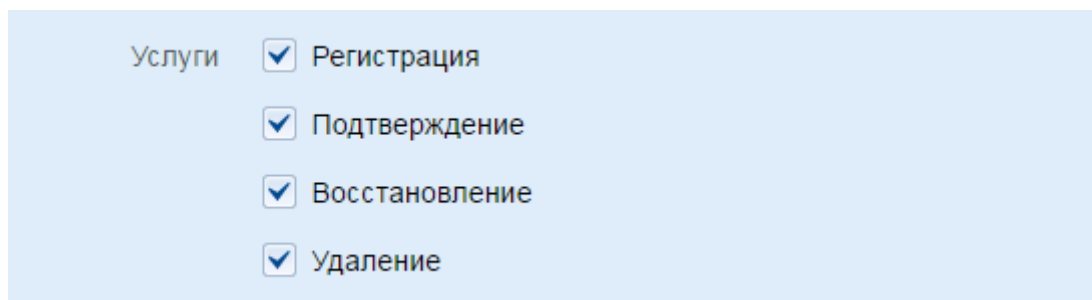 Услуги Регистрация
Подтверждение
Восстановление
Удаление